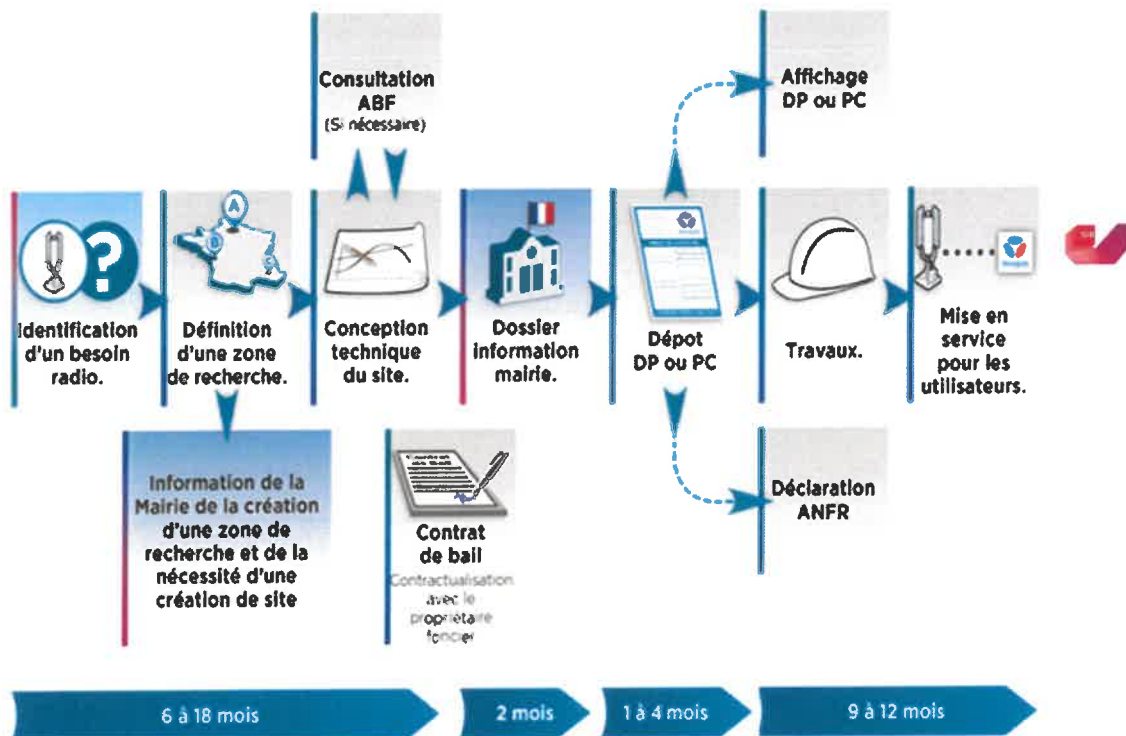 Consultation
ABF
(Si nécessaire)
Affichage
DP ou PC
A
B
C
Identification
d'un besoin
radio.
Définition
d'une zone
de recherche.
Conception
technique
du site.
Dossier
information
mairie.
Dépot
DP ou PC
Travaux.
Mise en
service
pour les
utilisateurs.
Information de la
Mairie de la création
d'une zone de
recherche et de la
nécessité d'une
création de site
Contrat
de bail
Contractualisation
avec le
propriétaire
foncier
Déclaration
ANFR
6 à 18 mois
2 mois
1 à 4 mois
9 à 12 mois